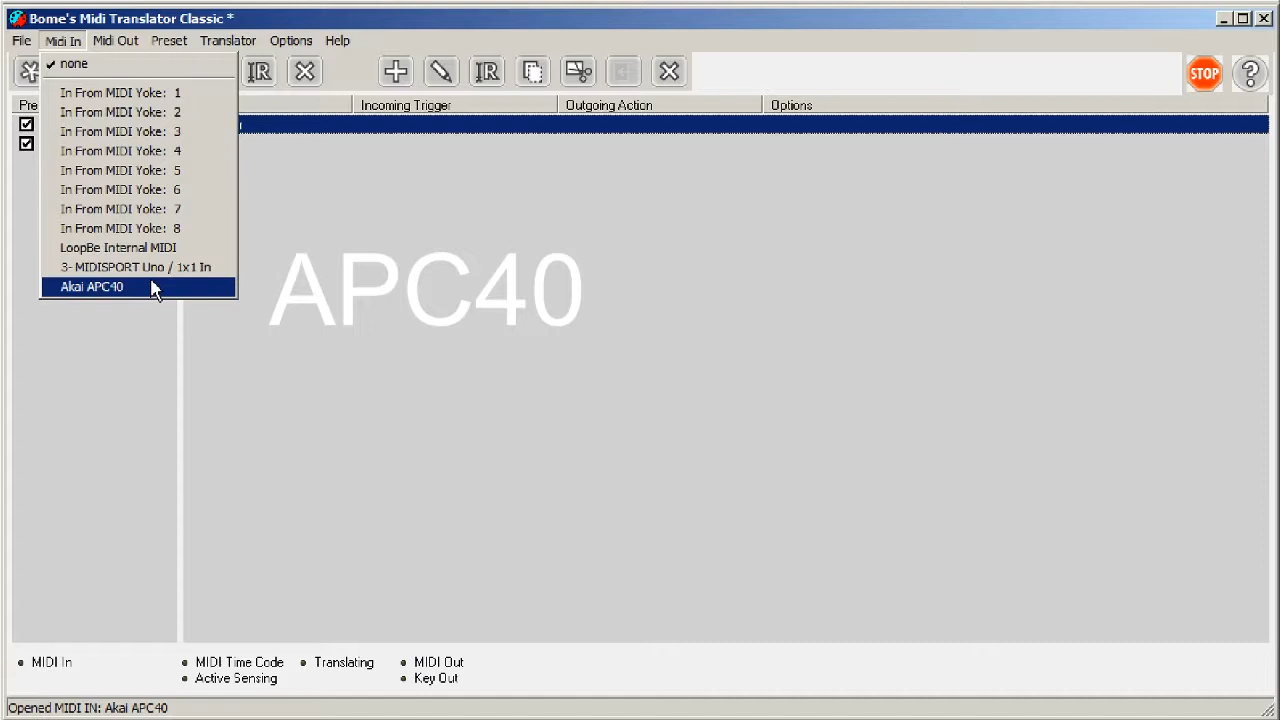 Bome's Midi Translator Classic *
File Midi In Midi Out Preset Translator Options Help
STOP
Pre Incoming Trigger Outgoing Action Options
none
In From MIDI Yoke: 1
In From MIDI Yoke: 2
In From MIDI Yoke: 3
In From MIDI Yoke: 4
In From MIDI Yoke: 5
In From MIDI Yoke: 6
In From MIDI Yoke: 7
In From MIDI Yoke: 8
LoopBe Internal MIDI
3- MIDISPORT Uno / 1x1 In
Akai APC40
APC40
MIDI In MIDI Time Code Translating MIDI Out
Active Sensing Key Out
Opened MIDI IN: Akai APC40